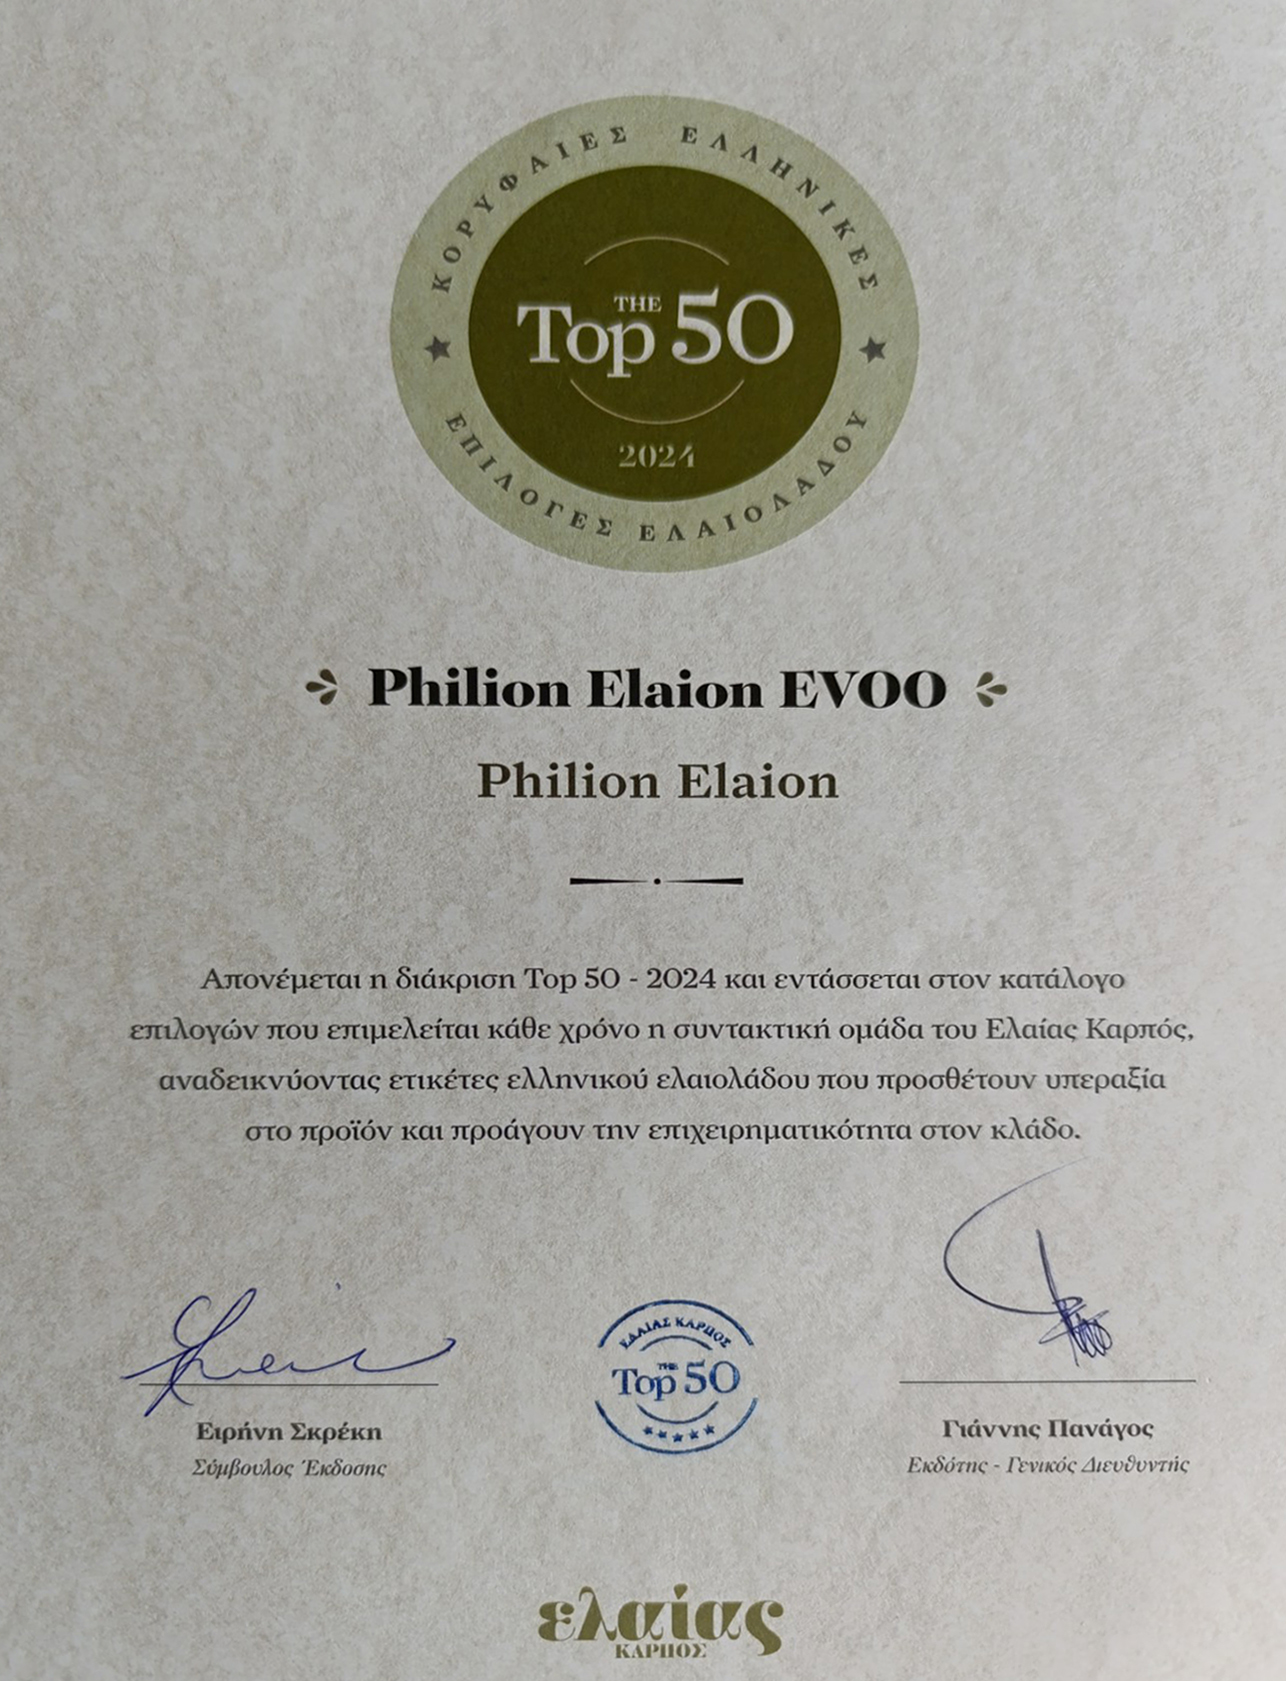 ΚΟΡΥΦΑΙΕΣ ΕΛΛΗΝΙΚΕΣ
THE
Top 50
2024
ΕΠΙΛΟΓΕΣ ΕΛΑΙΟΛΑΔΟΥ
Philion Elaion EVOO
Philion Elaion
Απονέμεται η διάκριση Top 50 - 2024 και εντάσσεται στον κατάλογο
επιλογών που επιμελείται κάθε χρόνο η συντακτική ομάδα του Ελαίας Καρπός,
αναδεικνύοντας ετικέτες ελληνικού ελαιολάδου που προσθέτουν υπεραξία
στο προϊόν και προάγουν την επιχειρηματικότητα στον κλάδο.
ΕΛΑΙΑΣ ΚΑΡΠΟΣ
THE
Top 50
Ειρήνη Σκρέκη
Σύμβουλος Έκδοσης
Γιάννης Πανάγος
Εκδότης - Γενικός Διευθυντής
ελαίας
ΚΑΡΠΟΣ